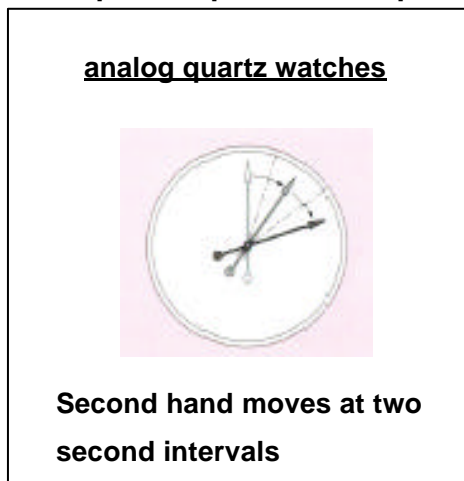 analog quartz watches
Second hand moves at two
second intervals